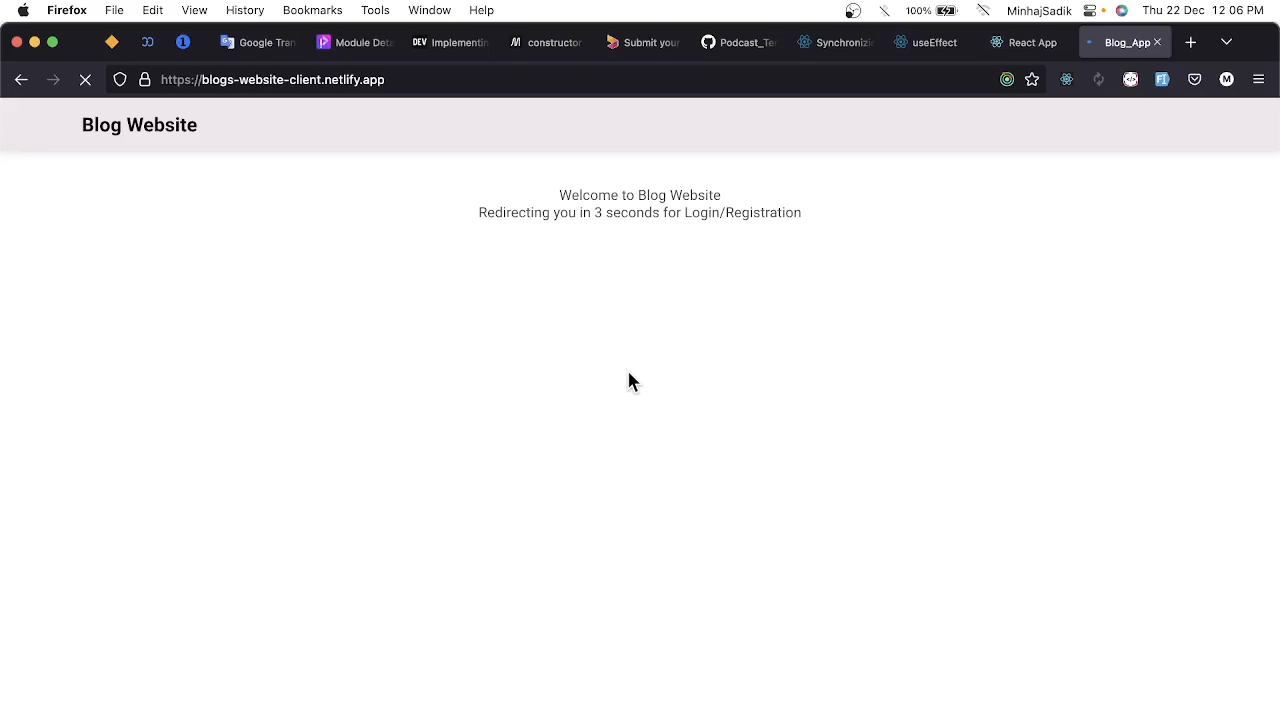 Firefox File Edit View History Bookmarks Tools Window Help 100% MinhajSadik Thu 22 Dec 12:06 PM
Google Tran Module Deta DEV Implementin constructor Submit your Podcast_Te Synchronizi useEffect React App Blog_App
https://blogs-website-client.netlify.app
Blog Website
Welcome to Blog Website
Redirecting you in 3 seconds for Login/Registration